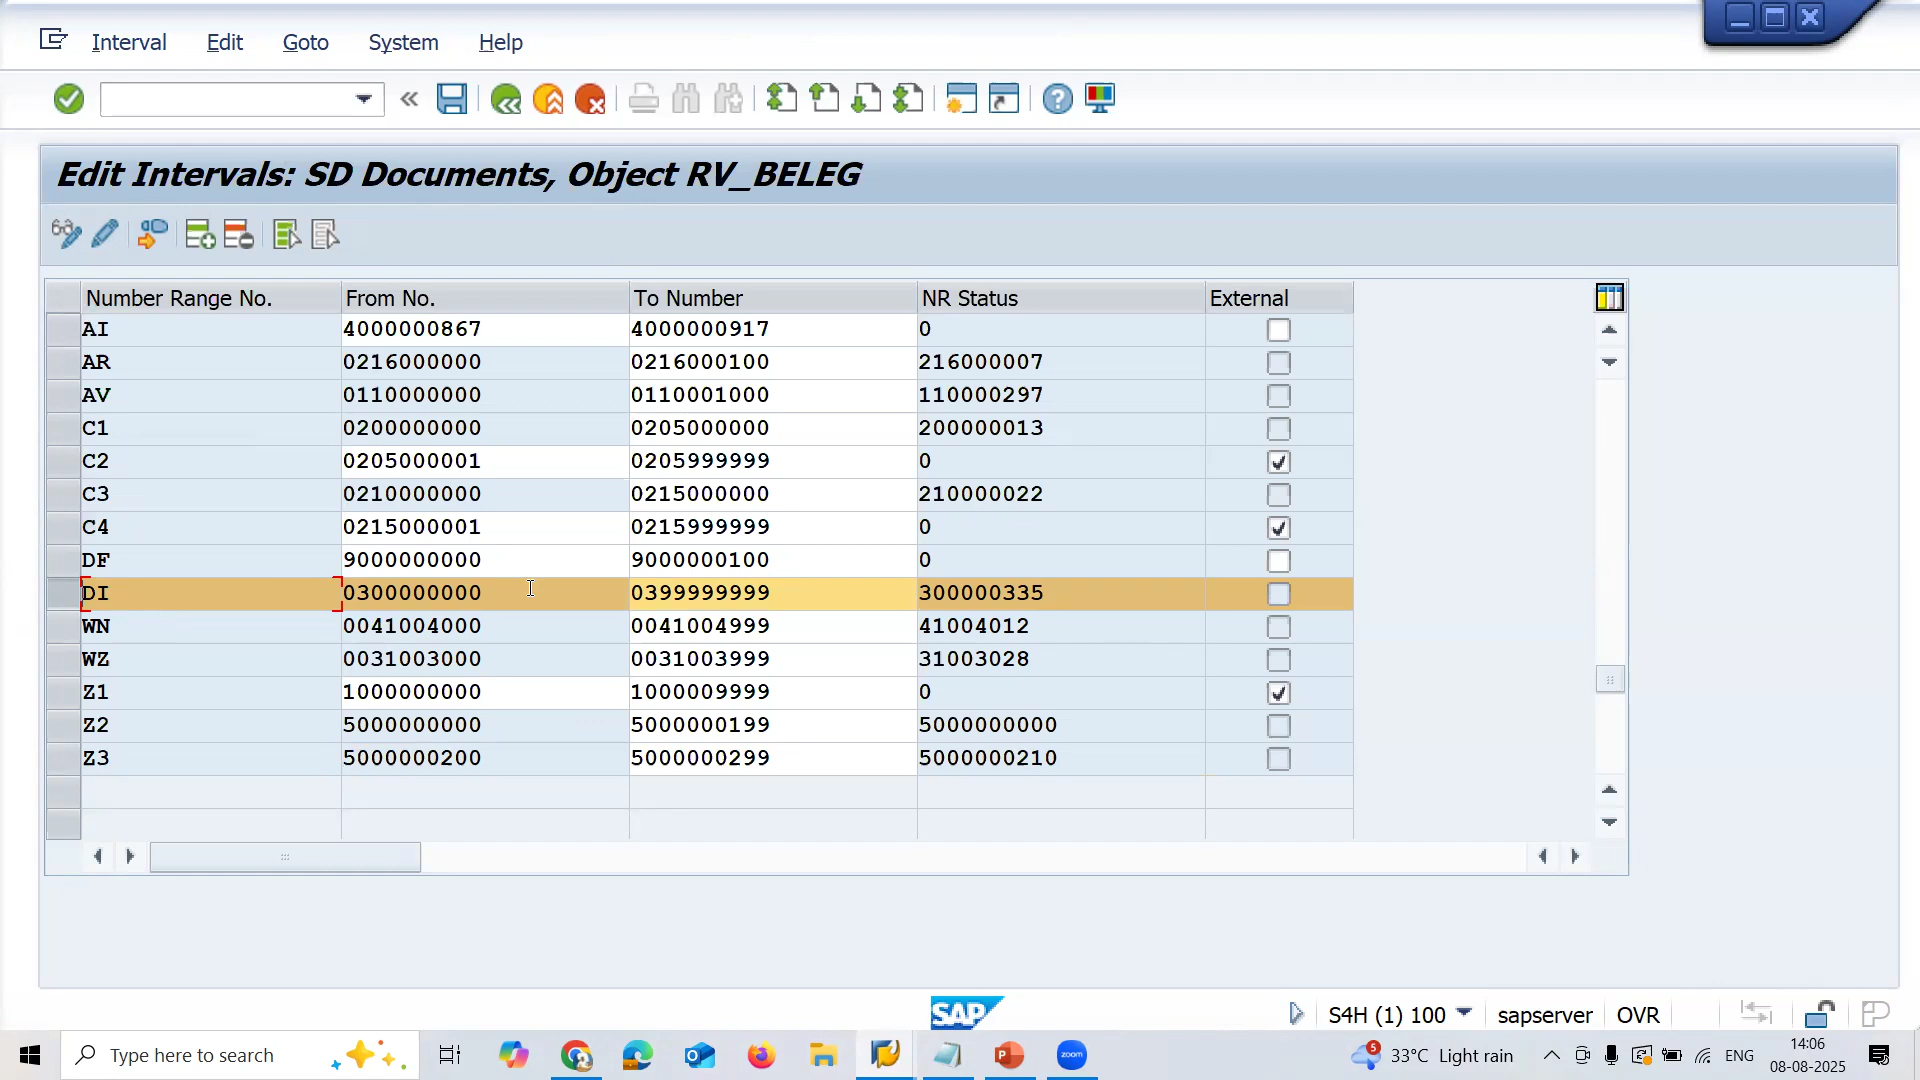 Interval Edit Goto System Help
Edit Intervals: SD Documents, Object RV_BELEG
Number Range No. From No. To Number NR Status External
AI 4000000867 4000000917 0
AR 0216000000 0216000100 216000007
AV 0110000000 0110001000 110000297
C1 0200000000 0205000000 200000013
C2 0205000001 0205999999 0
C3 0210000000 0215000000 210000022
C4 0215000001 0215999999 0
DF 9000000000 9000000100 0
DI 0300000000 0399999999 300000335
WN 0041004000 0041004999 41004012
WZ 0031003000 0031003999 31003028
Z1 1000000000 1000009999 0
Z2 5000000000 5000000199 5000000000
Z3 5000000200 5000000299 5000000210
SAP S4H (1) 100 sapserver OVR
Type here to search zoom 5 33°C Light rain ENG 14:06
08-08-2025